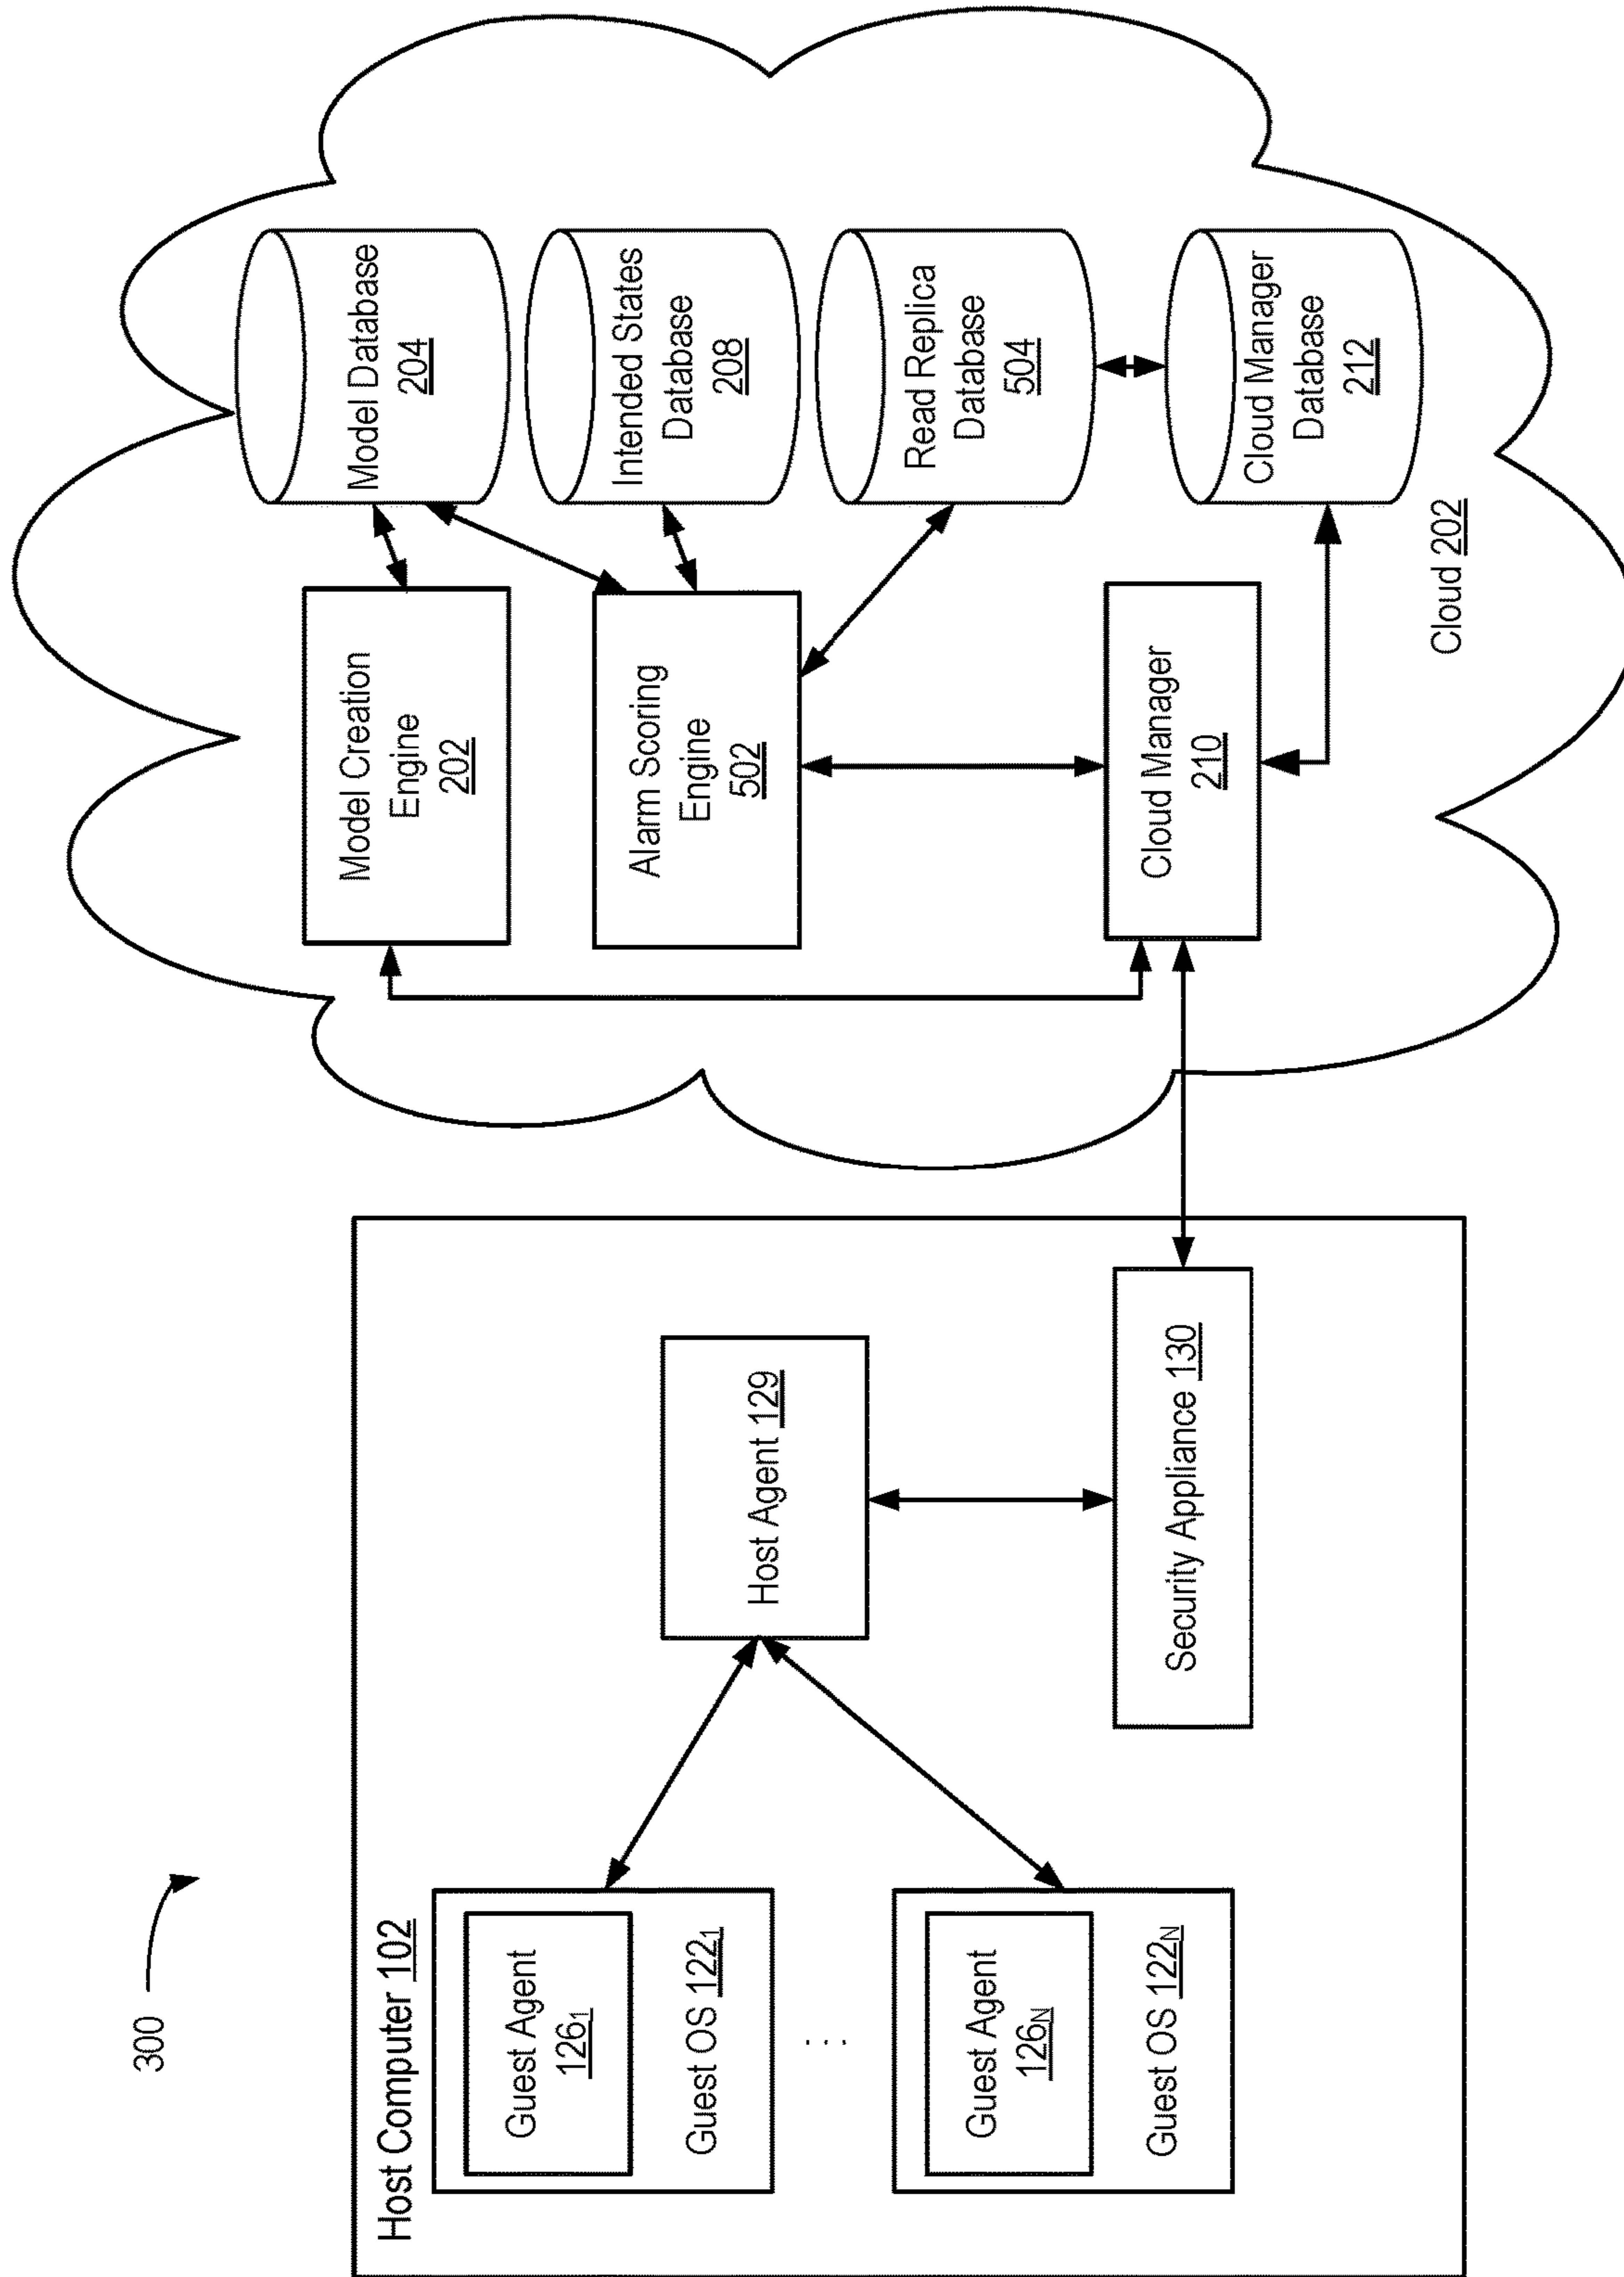 300
Host Computer 102
Guest Agent
126₁
Guest OS 122₁
. . .
Guest Agent
126ₙ
Guest OS 122ₙ
Host Agent 129
Security Appliance 130
Model Creation
Engine
202
Alarm Scoring
Engine
502
Cloud Manager
210
Model Database
204
Intended States
Database
208
Read Replica
Database
504
Cloud Manager
Database
212
Cloud 202